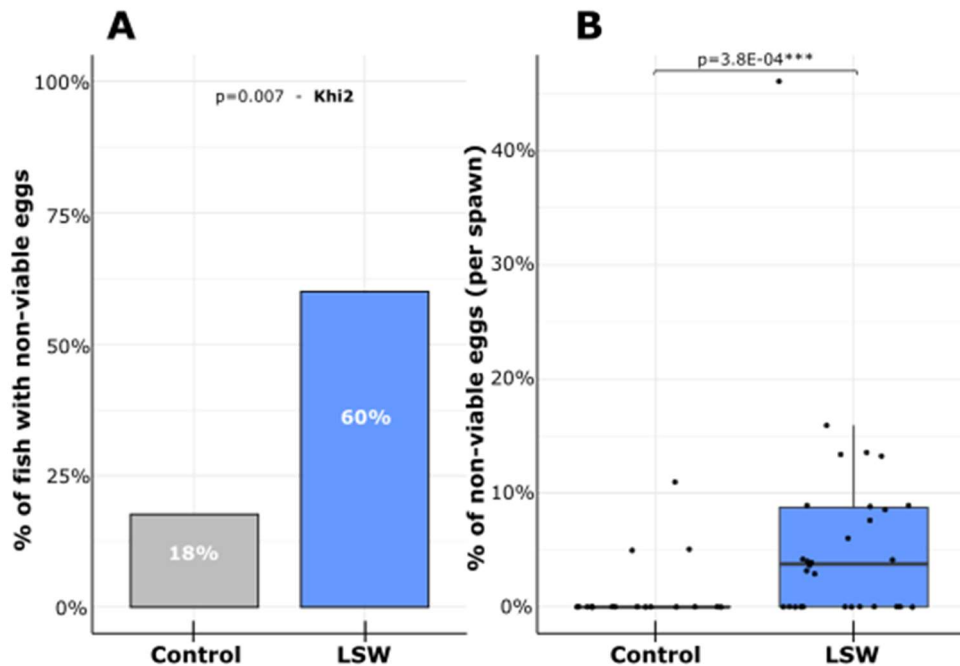 A
% of fish with non-viable eggs
100%
75%
50%
25%
0%
p=0.007 - Khi2
18%
60%
Control
LSW
B
% of non-viable eggs (per spawn)
40%
30%
20%
10%
0%
p=3.8E-04***
Control
LSW